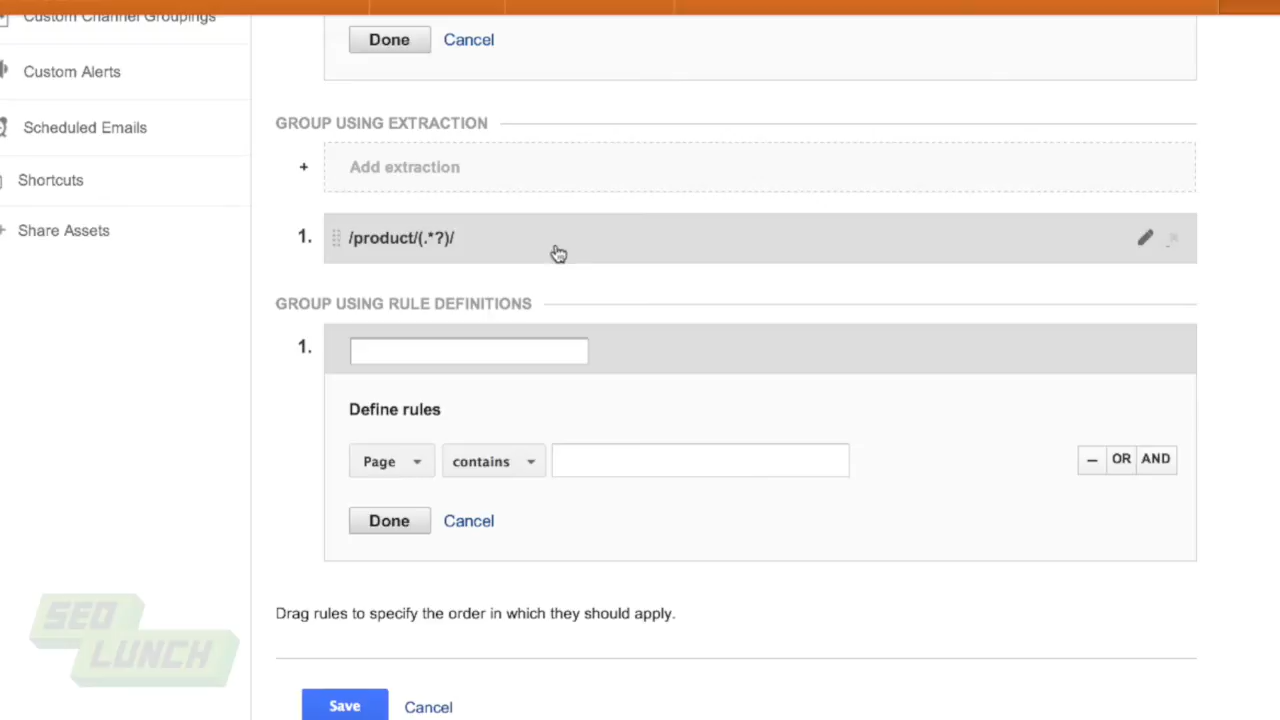 Custom Channel Groupings
Done Cancel
Custom Alerts
GROUP USING EXTRACTION
Scheduled Emails
+ Add extraction
Shortcuts
Share Assets
1. /product/(.*?)/
GROUP USING RULE DEFINITIONS
1.
Define rules
Page contains – OR AND
Done Cancel
Drag rules to specify the order in which they should apply.
SEO
LUNCH
Save Cancel